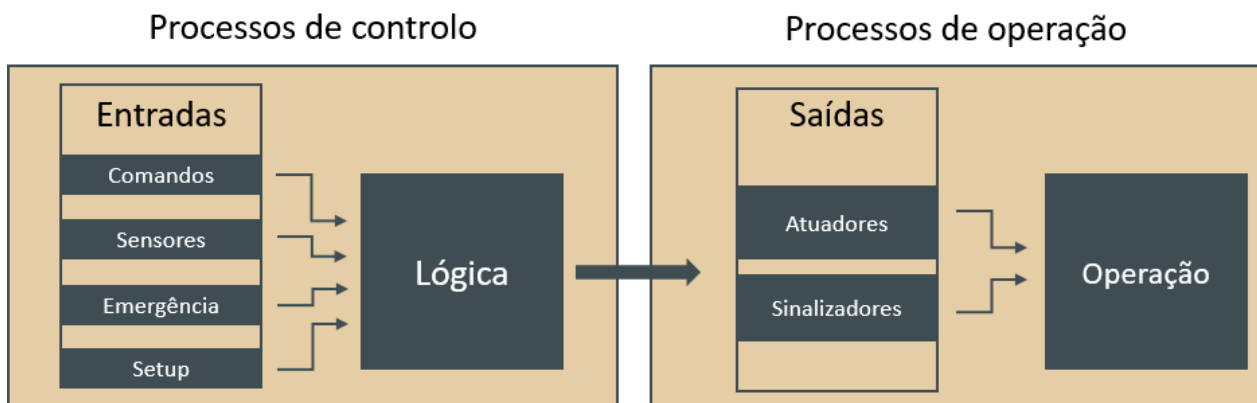 Processos de controlo
Processos de operação
Entradas
Comandos
Sensores
Emergência
Setup
Lógica
Saídas
Atuadores
Sinalizadores
Operação